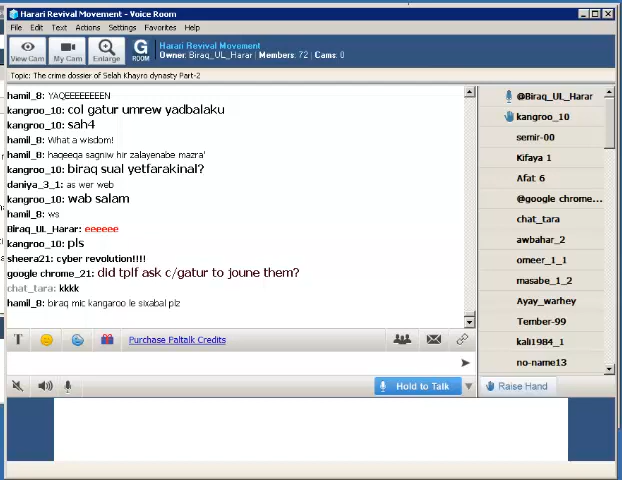 Harari Revival Movement - Voice Room
File Edit Text Actions Settings Favorites Help
View Cam My Cam Enlarge G ROOM
Harari Revival Movement
Owner: Biraq_UL_Harar | Members: 72 | Cams: 0
Topic: The crime dossier of Selah Khayro dynasty Part-2
hamil_8: YAQEEEEEEEN
kangroo_10: col gatur umrew yadbalaku
kangroo_10: sah4
hamil_8: What a wisdom!
hamil_8: haqeeqa sagniw hir zalayenabe mazra'
kangroo_10: biraq sual yetfarakinal?
daniya_3_1: as wer web
kangroo_10: wab salam
hamil_8: ws
Biraq_UL_Harar: eeeeee
kangroo_10: pls
sheera21: cyber revolution!!!!
google chrome_21: did tplf ask c/gatur to joune them?
chat_tara: kkkk
hamil_8: biraq mic kangaroo le sixabal plz
@Biraq_UL_Harar
kangroo_10
semir-00
Kifaya 1
Afat 6
@google chrome...
chat_tara
awbahar_2
omeer_1_1
masabe_1_2
Ayay_warhey
Tember-99
kali1984_1
no-name13
T Purchase Paltalk Credits
Hold to Talk Raise Hand